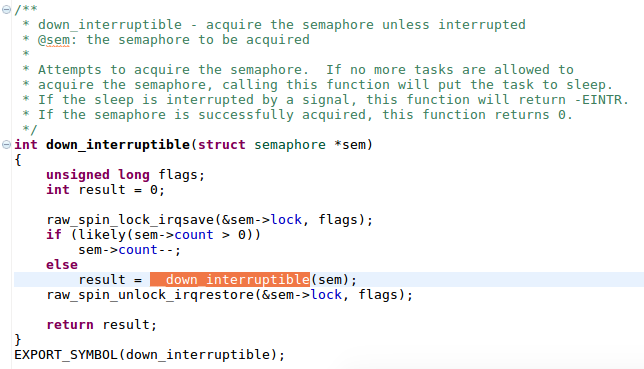 /**
 * down_interruptible - acquire the semaphore unless interrupted
 * @sem: the semaphore to be acquired
 *
 * Attempts to acquire the semaphore.  If no more tasks are allowed to
 * acquire the semaphore, calling this function will put the task to sleep.
 * If the sleep is interrupted by a signal, this function will return -EINTR.
 * If the semaphore is successfully acquired, this function returns 0.
 */
int down_interruptible(struct semaphore *sem)
{
    unsigned long flags;
    int result = 0;

    raw_spin_lock_irqsave(&sem->lock, flags);
    if (likely(sem->count > 0))
        sem->count--;
    else
        result = __down_interruptible(sem);
    raw_spin_unlock_irqrestore(&sem->lock, flags);

    return result;
}
EXPORT_SYMBOL(down_interruptible);